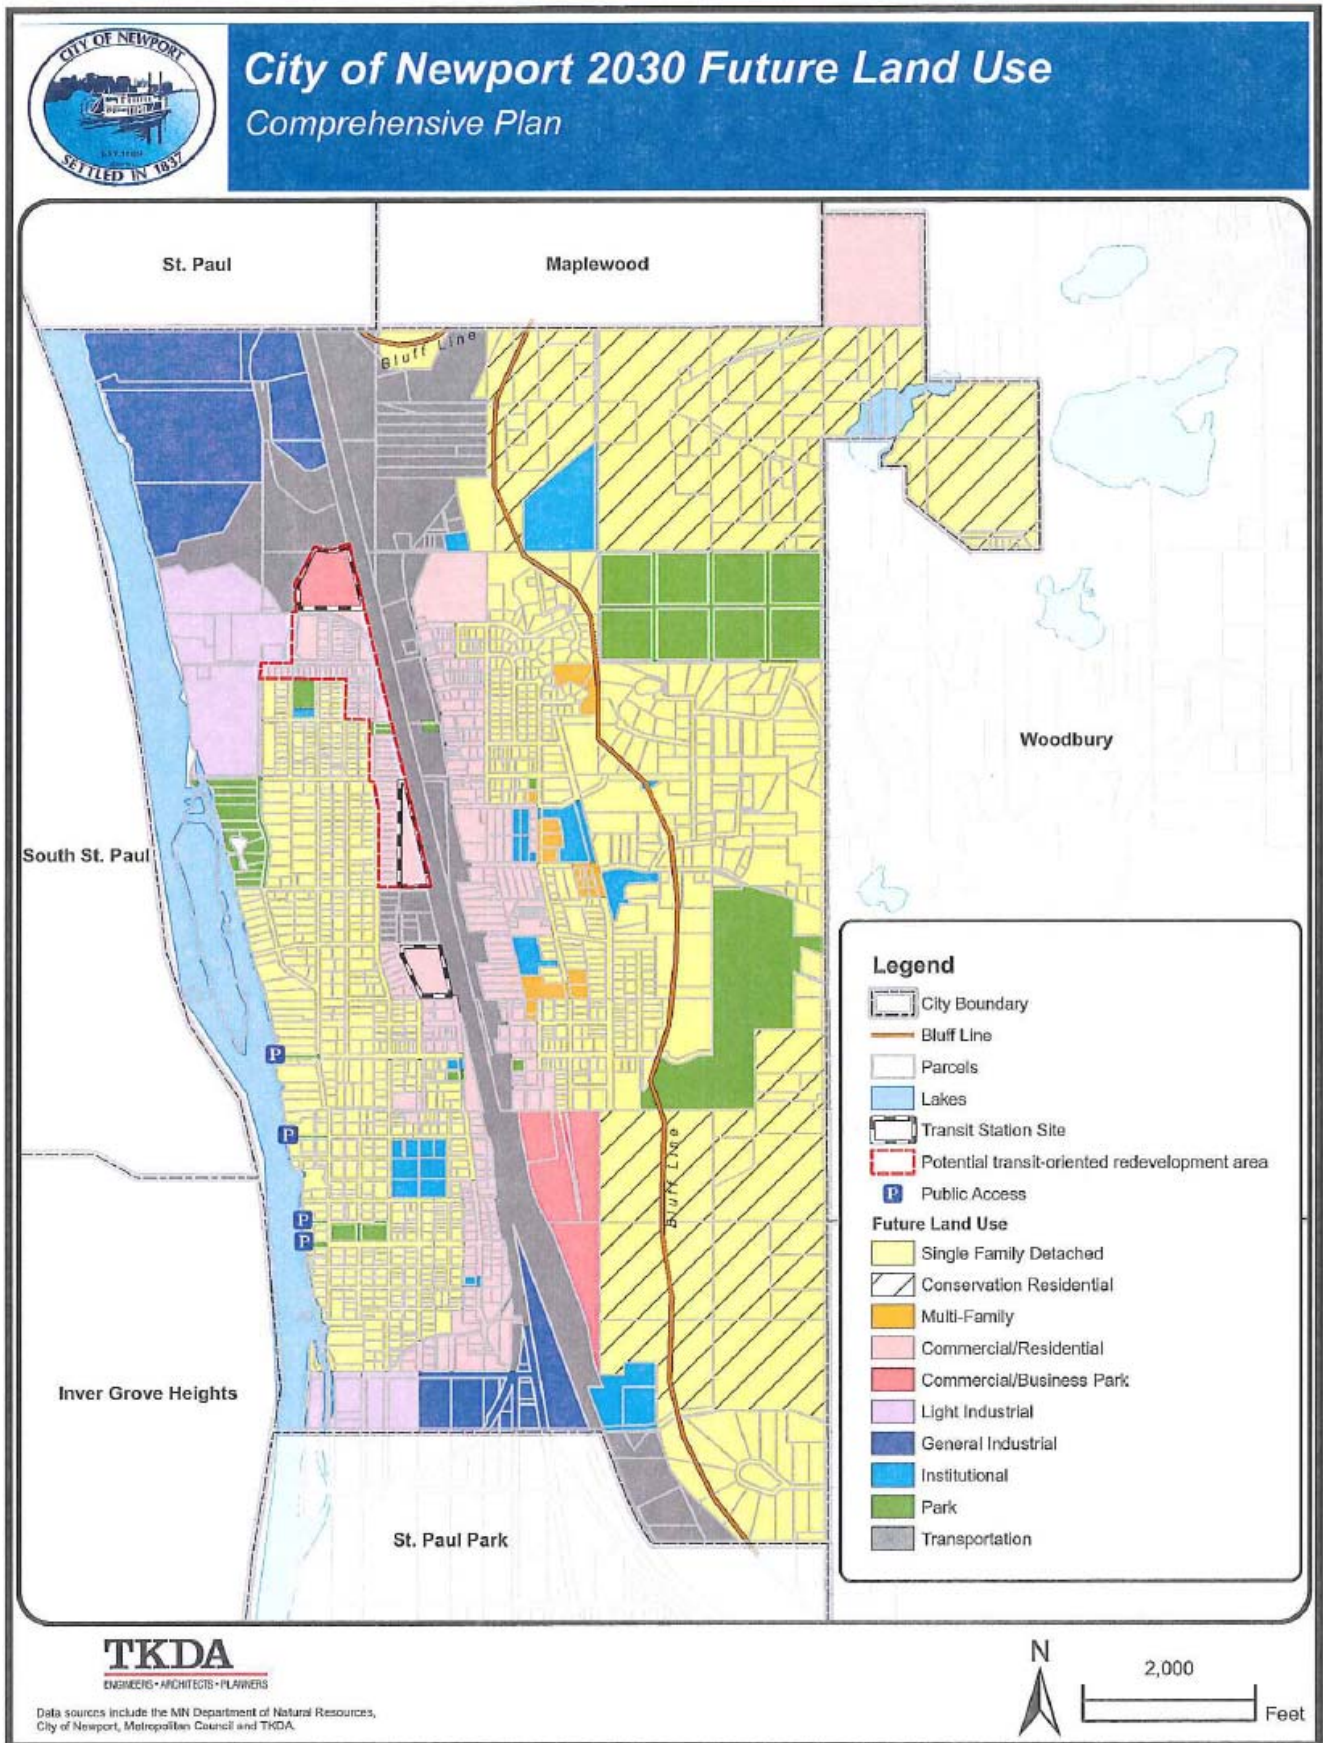 CITY OF NEWPORT
SETTLED IN 1837
City of Newport 2030 Future Land Use
Comprehensive Plan
St. Paul
Maplewood
Bluff Line
Woodbury
South St. Paul
Bluff Line
Inver Grove Heights
St. Paul Park
P
P
P
P
Legend
City Boundary
Bluff Line
Parcels
Lakes
Transit Station Site
Potential transit-oriented redevelopment area
P Public Access
Future Land Use
Single Family Detached
Conservation Residential
Multi-Family
Commercial/Residential
Commercial/Business Park
Light Industrial
General Industrial
Institutional
Park
Transportation
TKDA
ENGINEERS • ARCHITECTS • PLANNERS
Data sources include the MN Department of Natural Resources,
City of Newport, Metropolitan Council and TKDA.
N
2,000
Feet